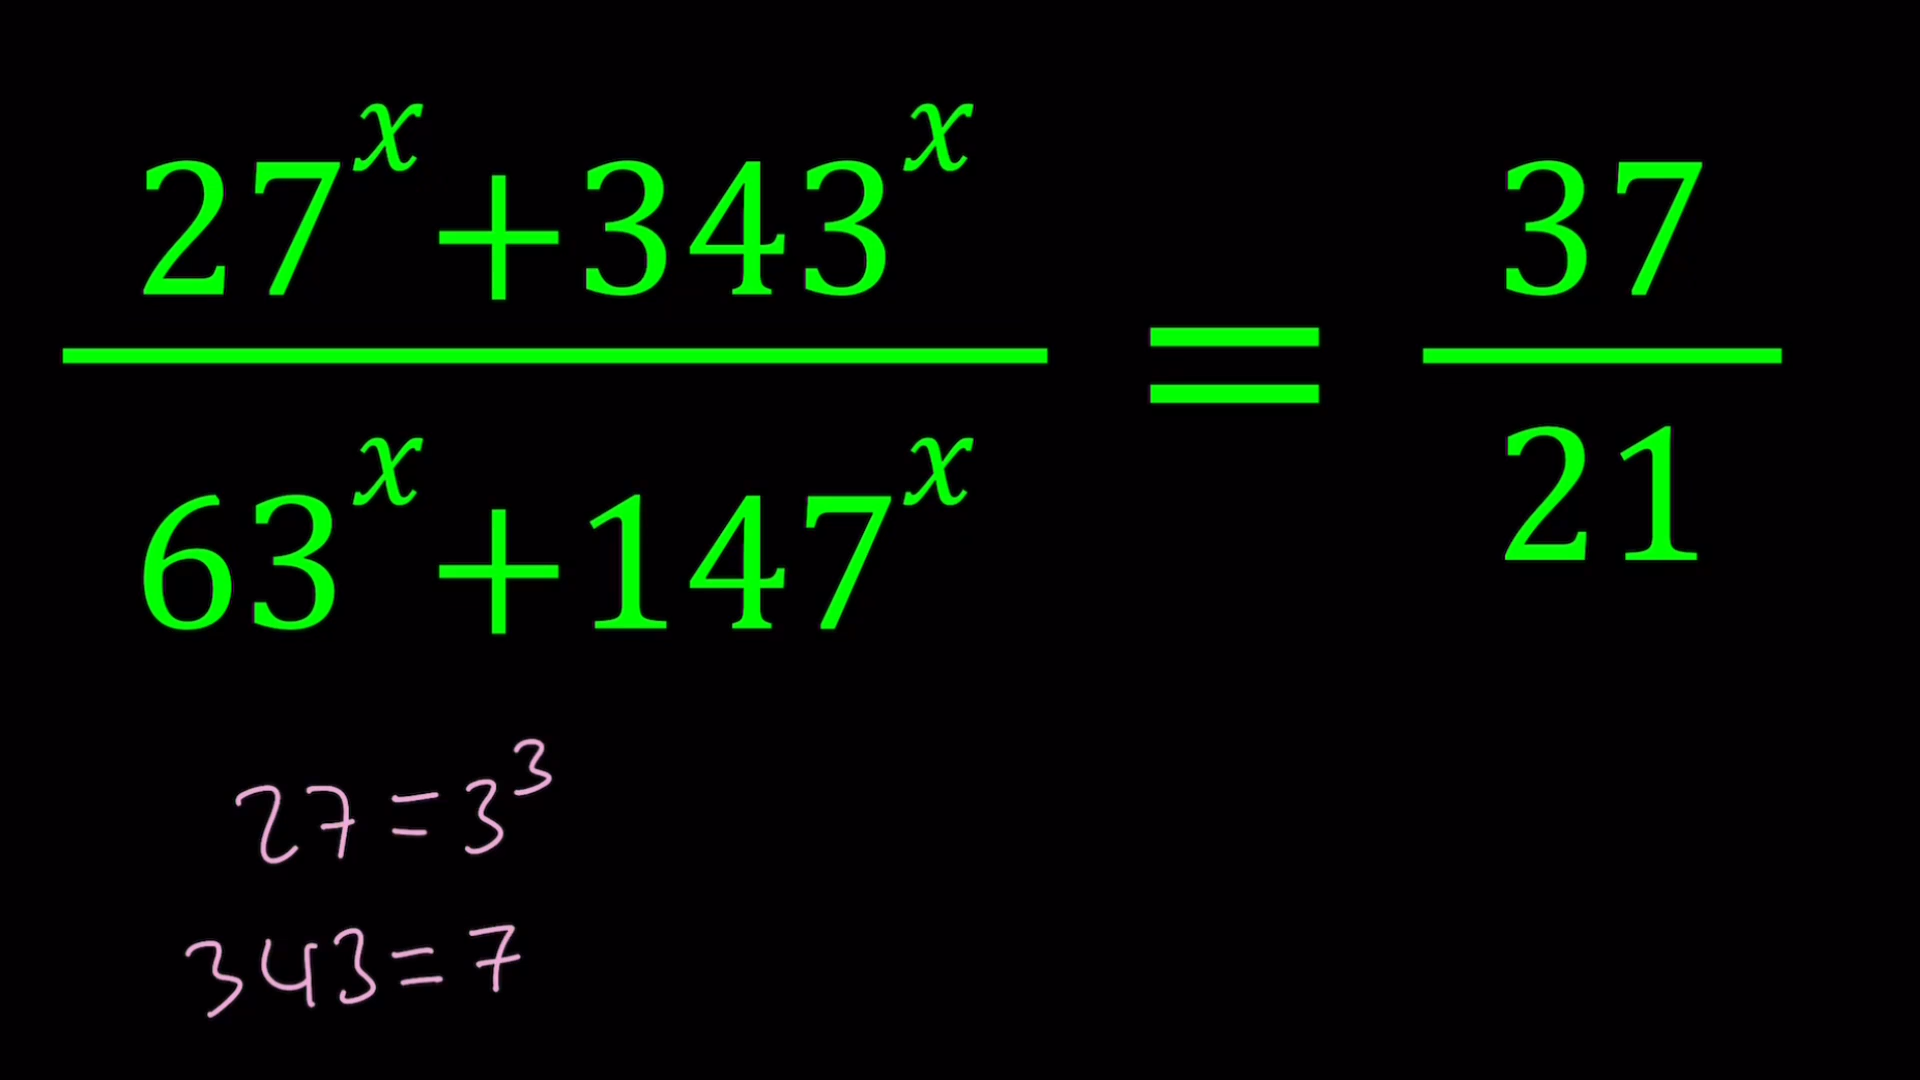 27^x + 343^x = 37
63^x + 147^x 21
27 = 3^3
343 = 7